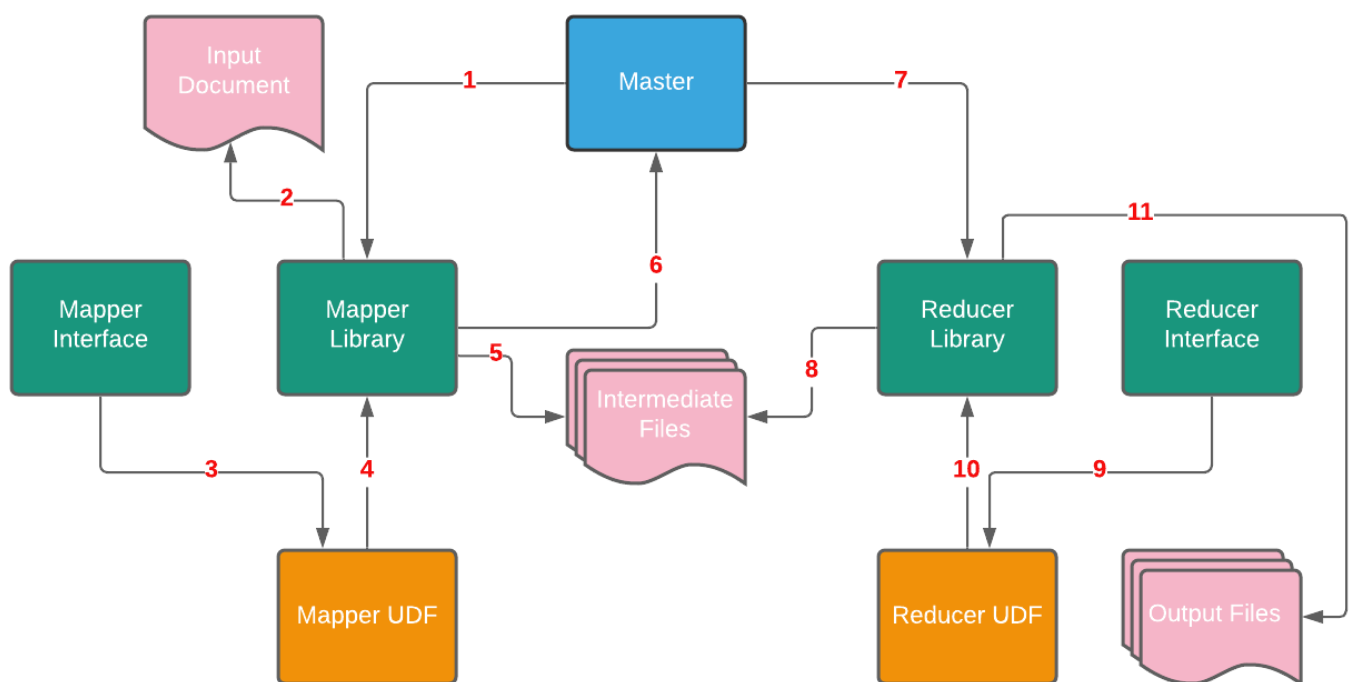 Input
Document
Master
1
7
2
11
6
Mapper
Interface
Mapper
Library
Reducer
Library
Reducer
Interface
5
8
Intermediate
Files
3
4
10
9
Mapper UDF
Reducer UDF
Output Files